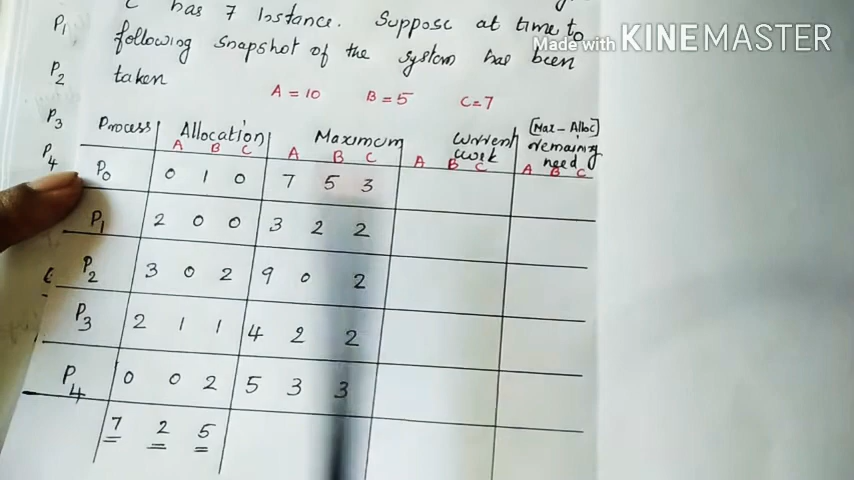 C has 7 Instance. Suppose at time to
following snapshot of the system has been
taken
Made with KINEMASTER
P1
P2
P3
P4
A = 10 B = 5 C = 7
Process Allocation Maximum Current work [Max - Alloc] remaining need
A B C A B C A B C A B C
P0 0 1 0 7 5 3
P1 2 0 0 3 2 2
P2 3 0 2 9 0 2
P3 2 1 1 4 2 2
P4 0 0 2 5 3 3
7 2 5